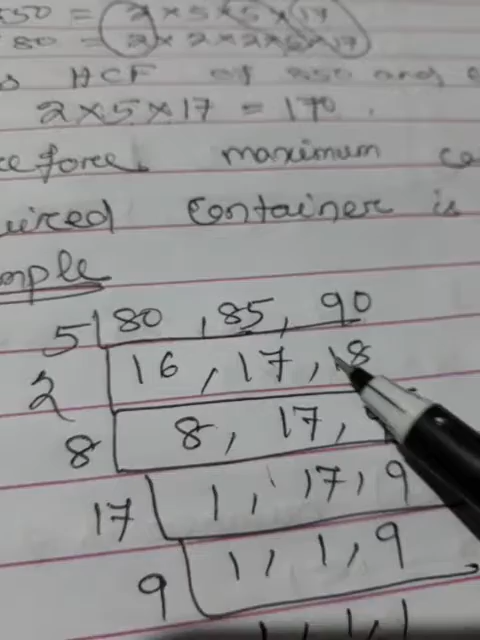 850 = 2 × 5 × 5 × 17
80 = 2 × 2 × 2 × 5 × 17
HCF of 850 and
2 × 5 × 17 = 170.
maximum
container is
5 80, 85, 90
2 16, 17, 18
8 8, 17, 9
17 1, 17, 9
9 1, 1, 9
1, 1, 1